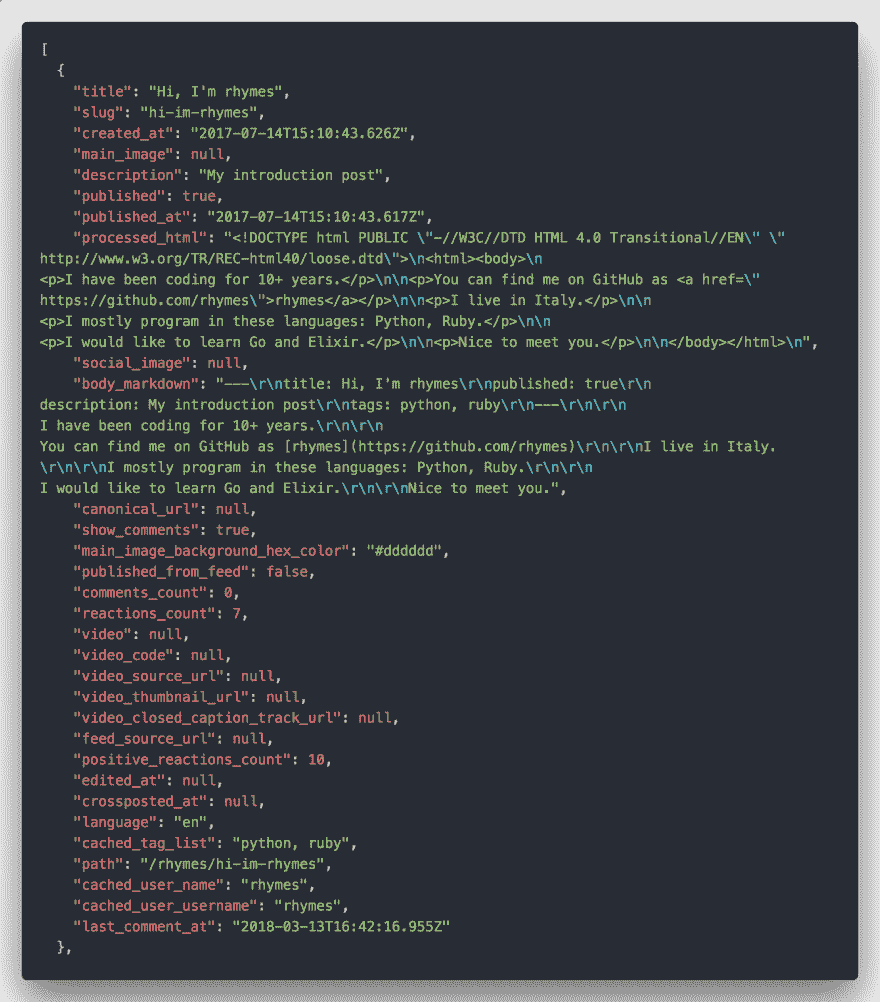 [
  {
    "title": "Hi, I'm rhymes",
    "slug": "hi-im-rhymes",
    "created_at": "2017-07-14T15:10:43.626Z",
    "main_image": null,
    "description": "My introduction post",
    "published": true,
    "published_at": "2017-07-14T15:10:43.617Z",
    "processed_html": "<!DOCTYPE html PUBLIC \"-//W3C//DTD HTML 4.0 Transitional//EN\" \"
http://www.w3.org/TR/REC-html40/loose.dtd\">\n<html><body>\n
<p>I have been coding for 10+ years.</p>\n\n<p>You can find me on GitHub as <a href=\"
https://github.com/rhymes\">rhymes</a></p>\n\n<p>I live in Italy.</p>\n\n
<p>I mostly program in these languages: Python, Ruby.</p>\n\n
<p>I would like to learn Go and Elixir.</p>\n\n<p>Nice to meet you.</p>\n\n</body></html>\n",
    "social_image": null,
    "body_markdown": "---\r\ntitle: Hi, I'm rhymes\r\npublished: true\r\n
description: My introduction post\r\ntags: python, ruby\r\n---\r\n\r\n
I have been coding for 10+ years.\r\n\r\n
You can find me on GitHub as [rhymes](https://github.com/rhymes)\r\n\r\nI live in Italy.
\r\n\r\nI mostly program in these languages: Python, Ruby.\r\n\r\n
I would like to learn Go and Elixir.\r\n\r\nNice to meet you.",
    "canonical_url": null,
    "show_comments": true,
    "main_image_background_hex_color": "#dddddd",
    "published_from_feed": false,
    "comments_count": 0,
    "reactions_count": 7,
    "video": null,
    "video_code": null,
    "video_source_url": null,
    "video_thumbnail_url": null,
    "video_closed_caption_track_url": null,
    "feed_source_url": null,
    "positive_reactions_count": 10,
    "edited_at": null,
    "crossposted_at": null,
    "language": "en",
    "cached_tag_list": "python, ruby",
    "path": "/rhymes/hi-im-rhymes",
    "cached_user_name": "rhymes",
    "cached_user_username": "rhymes",
    "last_comment_at": "2018-03-13T16:42:16.955Z"
  },